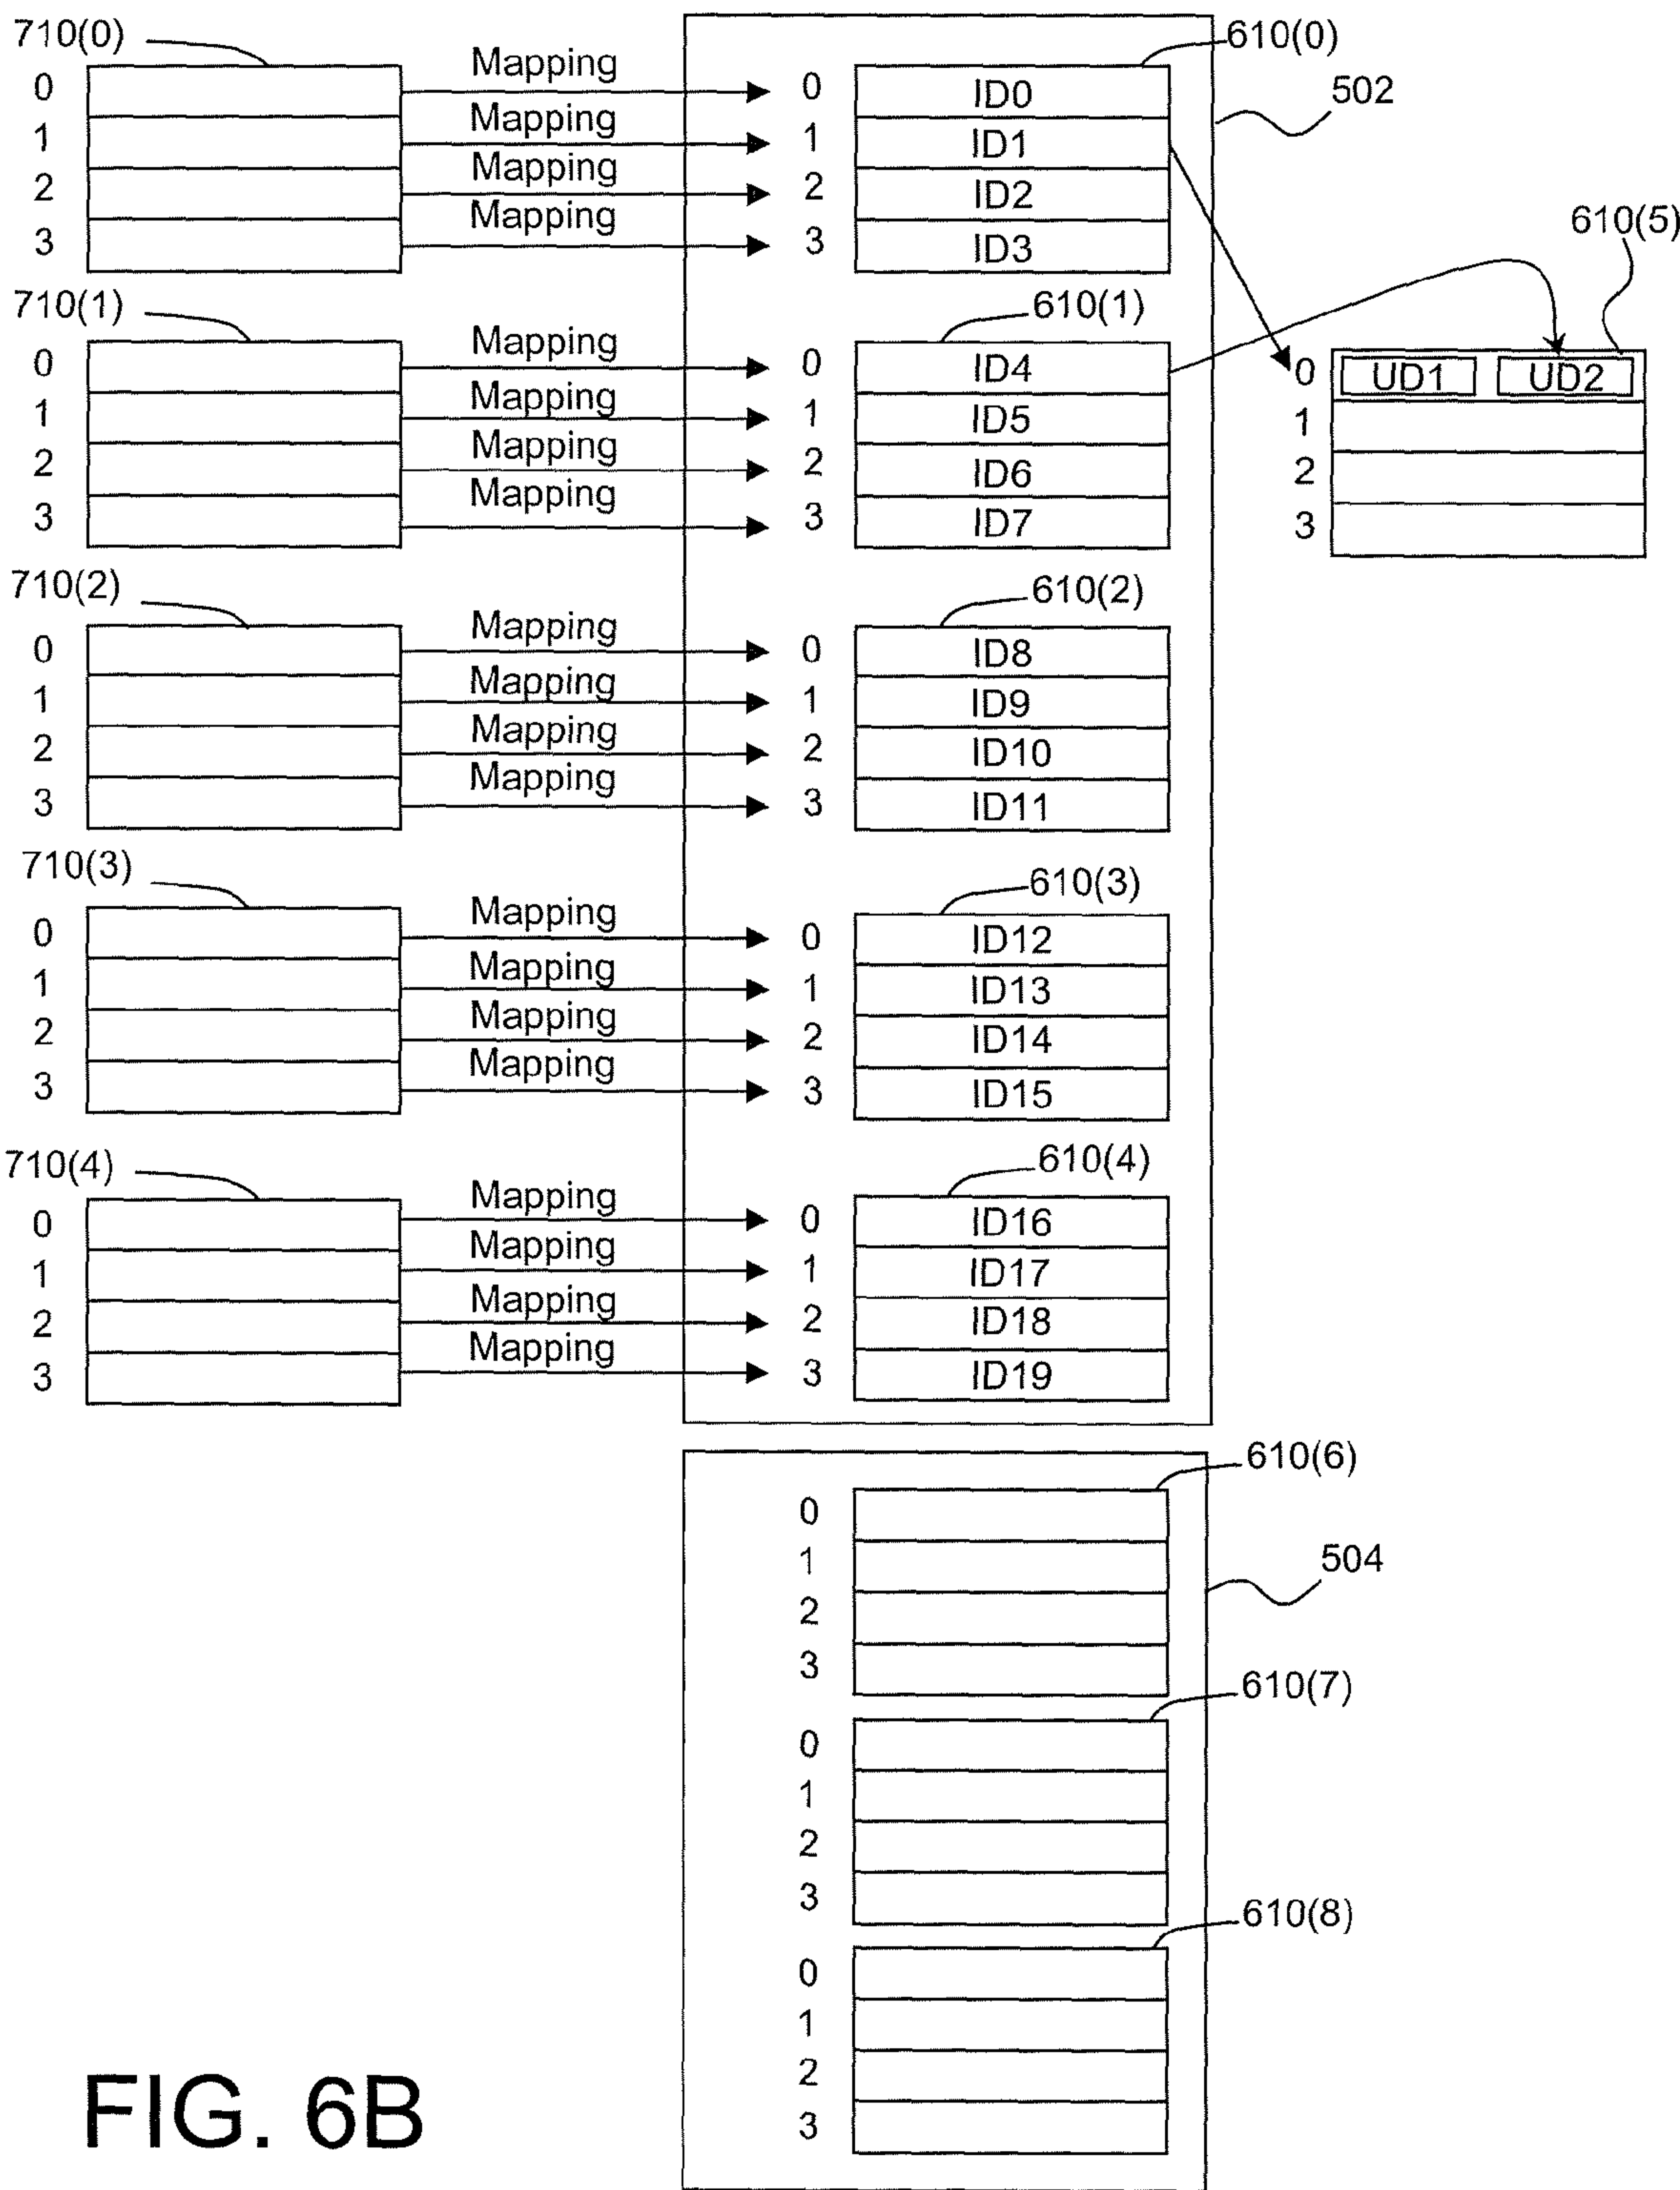 710(0) 610(0)
502
0 Mapping 0 ID0
1 Mapping 1 ID1
2 Mapping 2 ID2
3 Mapping 3 ID3
610(5)
0 UD1 UD2
1
2
3
710(1) 610(1)
0 Mapping 0 ID4
1 Mapping 1 ID5
2 Mapping 2 ID6
3 Mapping 3 ID7
710(2) 610(2)
0 Mapping 0 ID8
1 Mapping 1 ID9
2 Mapping 2 ID10
3 Mapping 3 ID11
710(3) 610(3)
0 Mapping 0 ID12
1 Mapping 1 ID13
2 Mapping 2 ID14
3 Mapping 3 ID15
710(4) 610(4)
0 Mapping 0 ID16
1 Mapping 1 ID17
2 Mapping 2 ID18
3 Mapping 3 ID19
610(6)
504
0
1
2
3
610(7)
0
1
2
3
610(8)
0
1
2
3
FIG. 6B